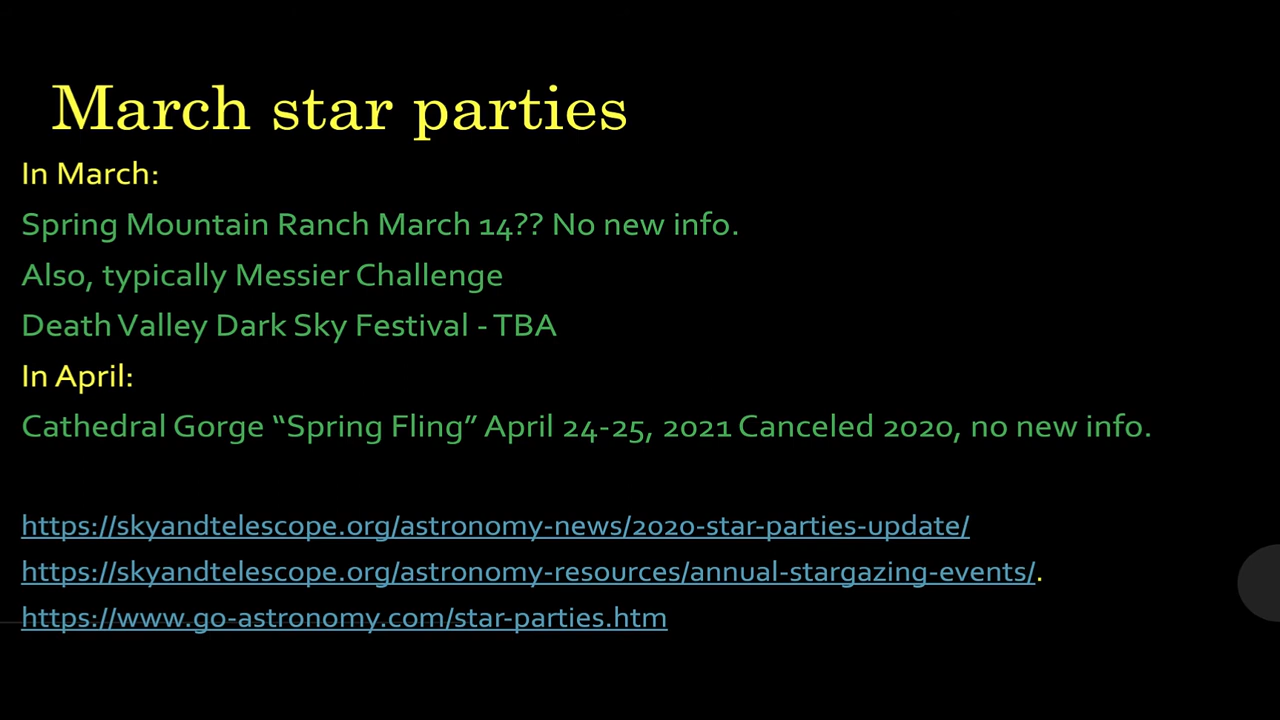 March star parties
In March:
Spring Mountain Ranch March 14?? No new info.
Also, typically Messier Challenge
Death Valley Dark Sky Festival - TBA
In April:
Cathedral Gorge “Spring Fling” April 24-25, 2021 Canceled 2020, no new info.
https://skyandtelescope.org/astronomy-news/2020-star-parties-update/
https://skyandtelescope.org/astronomy-resources/annual-stargazing-events/.
https://www.go-astronomy.com/star-parties.htm